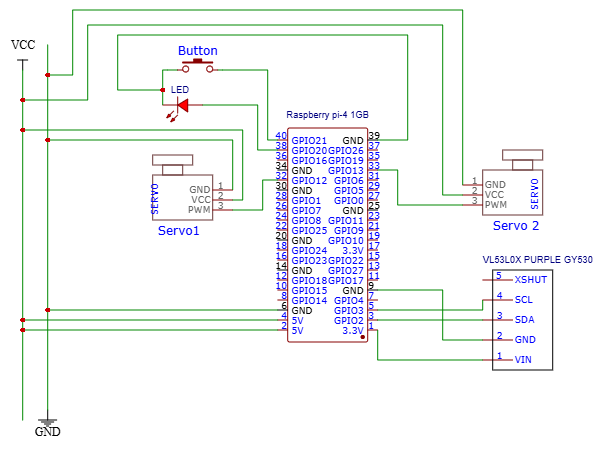 VCC
Button
LED
Raspberry pi-4 1GB
40 GPIO21 GND 39
38 GPIO20 GPIO26 37
36 GPIO16 GPIO19 35
34 GND GPIO13 33
32 GPIO12 GPIO6 31
30 GND GPIO5 29
28 GPIO1 GPIO0 27
26 GPIO7 GND 25
24 GPIO8 GPIO11 23
22 GPIO25 GPIO9 21
20 GND GPIO10 19
18 GPIO24 3.3V 17
16 GPIO23 GPIO22 15
14 GND GPIO27 13
12 GPIO18 GPIO17 11
10 GPIO15 GND 9
8 GPIO14 GPIO4 7
6 GND GPIO3 5
4 5V GPIO2 3
2 5V 3.3V 1
SERVO
GND 1
VCC 2
PWM 3
Servo1
1 GND
2 VCC
3 PWM
SERVO
Servo 2
VL53L0X PURPLE GY530
5 XSHUT
4 SCL
3 SDA
2 GND
1 VIN
GND